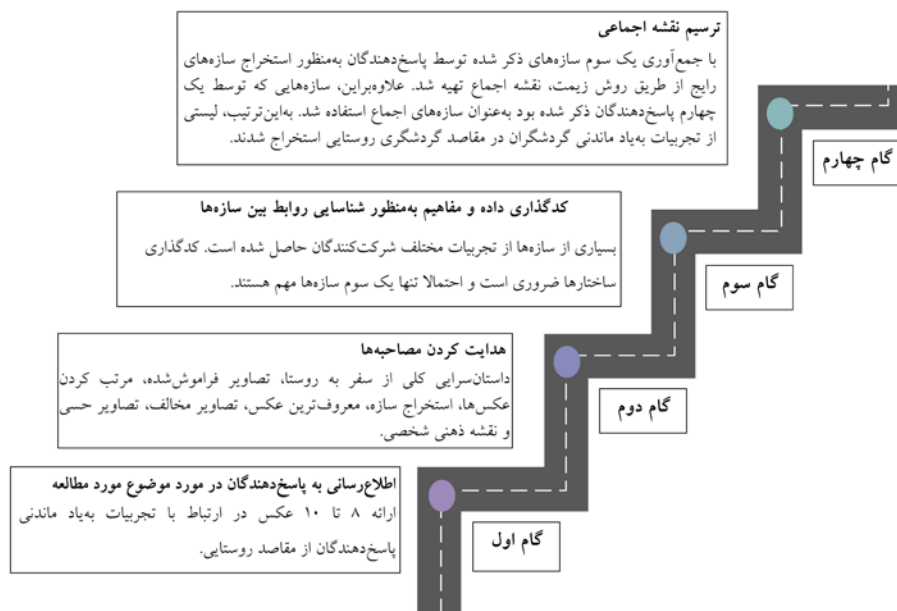 ترسیم نقشه اجماعی
با جمع‌آوری یک سوم سازه‌های ذکر شده توسط پاسخ‌دهندگان به‌منظور استخراج سازه‌های
رایج از طریق روش زیمت، نقشه اجماع تهیه شد. علاوه‌براین، سازه‌هایی که توسط یک
چهارم پاسخ‌دهندگان ذکر شده بود به‌عنوان سازه‌های اجماع استفاده شد. به‌این‌ترتیب، لیستی
از تجربیات به‌یاد ماندنی گردشگران در مقاصد گردشگری روستایی استخراج شدند.
گام چهارم
کدگذاری داده و مفاهیم به‌منظور شناسایی روابط بین سازه‌ها
بسیاری از سازه‌ها از تجربیات مختلف شرکت‌کنندگان حاصل شده است. کدگذاری
ساختارها ضروری است و احتمالا تنها یک سوم سازه‌ها مهم هستند.
گام سوم
هدایت کردن مصاحبه‌ها
داستان‌سرایی کلی از سفر به روستا، تصاویر فراموش‌شده، مرتب کردن
عکس‌ها، استخراج سازه، معروف‌ترین عکس، تصاویر مخالف، تصاویر حسی
و نقشه ذهنی شخصی.
گام دوم
اطلاع‌رسانی به پاسخ‌دهندگان در مورد موضوع مورد مطالعه
ارائه ۸ تا ۱۰ عکس در ارتباط با تجربیات به‌یاد ماندنی
پاسخ‌دهندگان از مقاصد روستایی.
گام اول